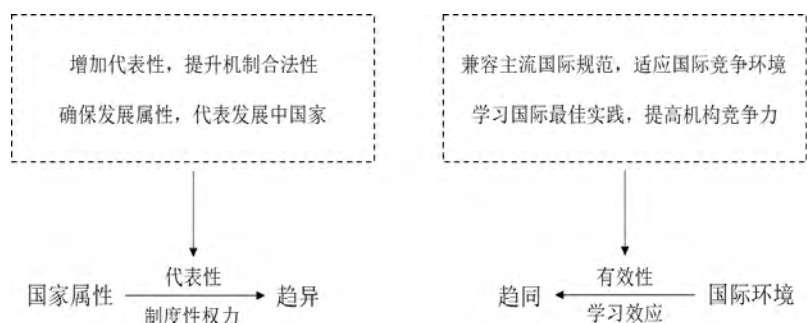 增加代表性，提升机制合法性
确保发展属性，代表发展中国家
兼容主流国际规范，适应国际竞争环境
学习国际最佳实践，提高机构竞争力
国家属性
代表性
制度性权力
趋异
趋同
有效性
学习效应
国际环境